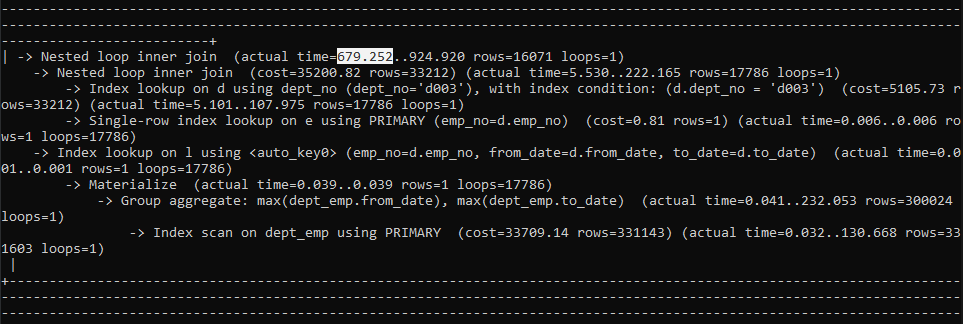 --------------------------------------------------------------------------------------------------------------------------------
--------------------------------------------------------------------------------------------------------------------------------
----------------------------+
| -> Nested loop inner join  (actual time=679.252..924.920 rows=16071 loops=1)
    -> Nested loop inner join  (cost=35200.82 rows=33212) (actual time=5.530..222.165 rows=17786 loops=1)
        -> Index lookup on d using dept_no (dept_no='d003'), with index condition: (d.dept_no = 'd003')  (cost=5105.73 r
ows=33212) (actual time=5.101..107.975 rows=17786 loops=1)
        -> Single-row index lookup on e using PRIMARY (emp_no=d.emp_no)  (cost=0.81 rows=1) (actual time=0.006..0.006 ro
ws=1 loops=17786)
    -> Index lookup on l using <auto_key0> (emp_no=d.emp_no, from_date=d.from_date, to_date=d.to_date)  (actual time=0.0
01..0.001 rows=1 loops=17786)
        -> Materialize  (actual time=0.039..0.039 rows=1 loops=17786)
            -> Group aggregate: max(dept_emp.from_date), max(dept_emp.to_date)  (actual time=0.041..232.053 rows=300024 
loops=1)
                -> Index scan on dept_emp using PRIMARY  (cost=33709.14 rows=331143) (actual time=0.032..130.668 rows=33
1603 loops=1)
 |
+-------------------------------------------------------------------------------------------------------------------------------
--------------------------------------------------------------------------------------------------------------------------------
--------------------------------------------------------------------------------------------------------------------------------